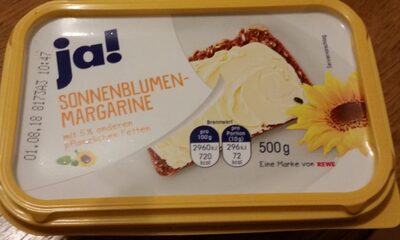 ja!
SONNENBLUMEN-
MARGARINE
mit 5% anderen
pflanzlichen Fetten
01.08.18 8173A3 10:47
Brennwert
pro
100g
2960KJ
720
kcal
pro
Portion (10g)
296KJ
72
kcal
500g
Eine Marke von REWE